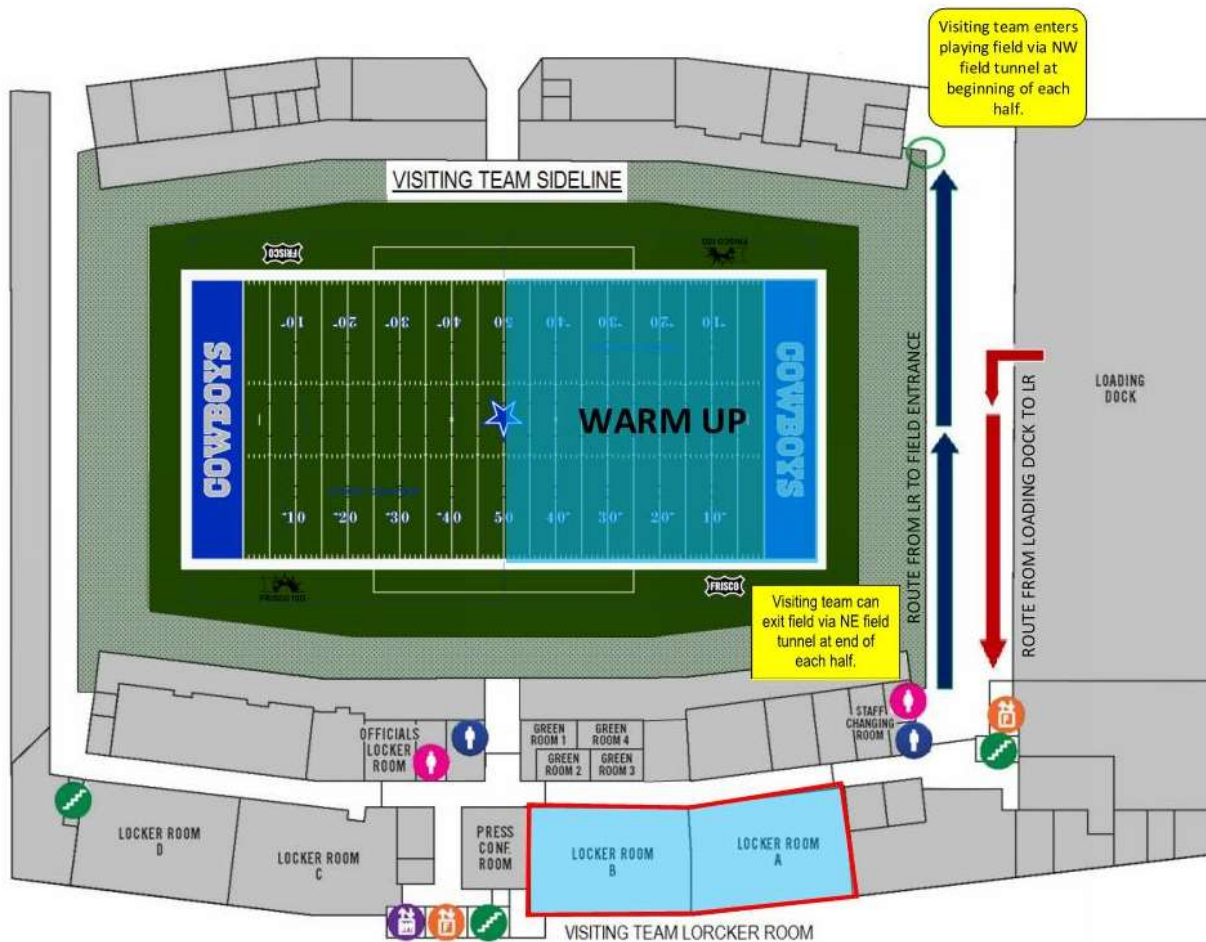 Visiting team enters
playing field via NW
field tunnel at
beginning of each
half.
VISITING TEAM SIDELINE
FRISCO
FRISCO ISD
-10 -20 -30 -40 50 40- 30- 20- 10-
COWBOYS
WARM UP
COWBOYS
-10 -20 -30 -40 50 40- 30- 20- 10-
FRISCO ISD
FRISCO
ROUTE FROM LR TO FIELD ENTRANCE
ROUTE FROM LOADING DOCK TO LR
LOADING
DOCK
Visiting team can
exit field via NE field
tunnel at end of
each half.
OFFICIALS
LOCKER
ROOM
GREEN
ROOM 1
GREEN
ROOM 4
GREEN
ROOM 2
GREEN
ROOM 3
STAFF
CHANGING
ROOM
LOCKER ROOM
D
LOCKER ROOM
C
PRESS
CONF.
ROOM
LOCKER ROOM
B
LOCKER ROOM
A
VISITING TEAM LORCKER ROOM